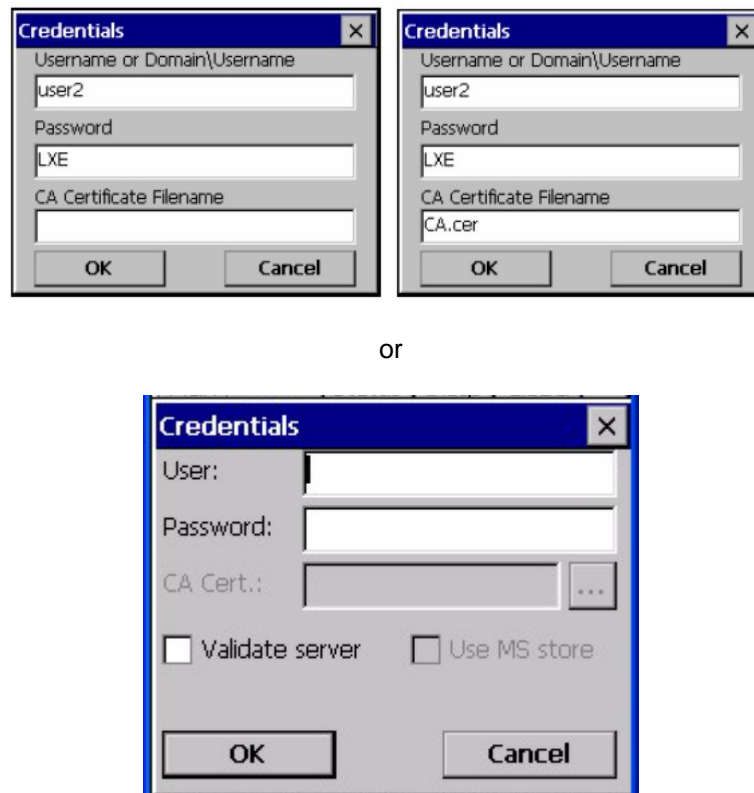 Credentials
Username or Domain\Username
user2
Password
LXE
CA Certificate Filename
OK Cancel
Credentials
Username or Domain\Username
user2
Password
LXE
CA Certificate Filename
CA.cer
OK Cancel
or
Credentials
User:
Password:
CA Cert.: ...
Validate server Use MS store
OK Cancel